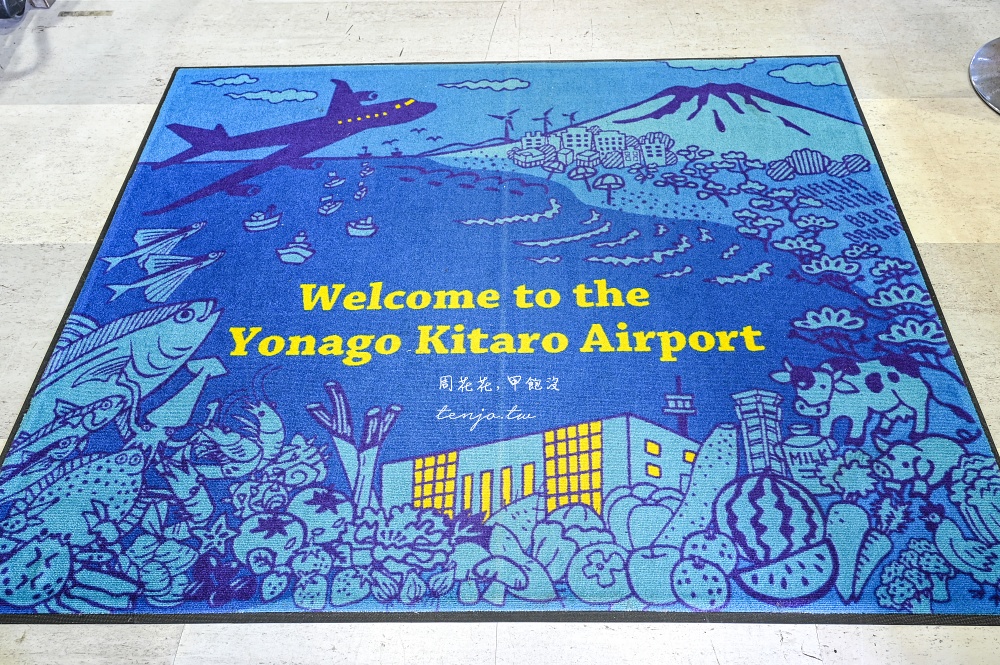 Welcome to the
Yonago Kitaro Airport
周花花,甲飽沒
tenjo.tw
MILK